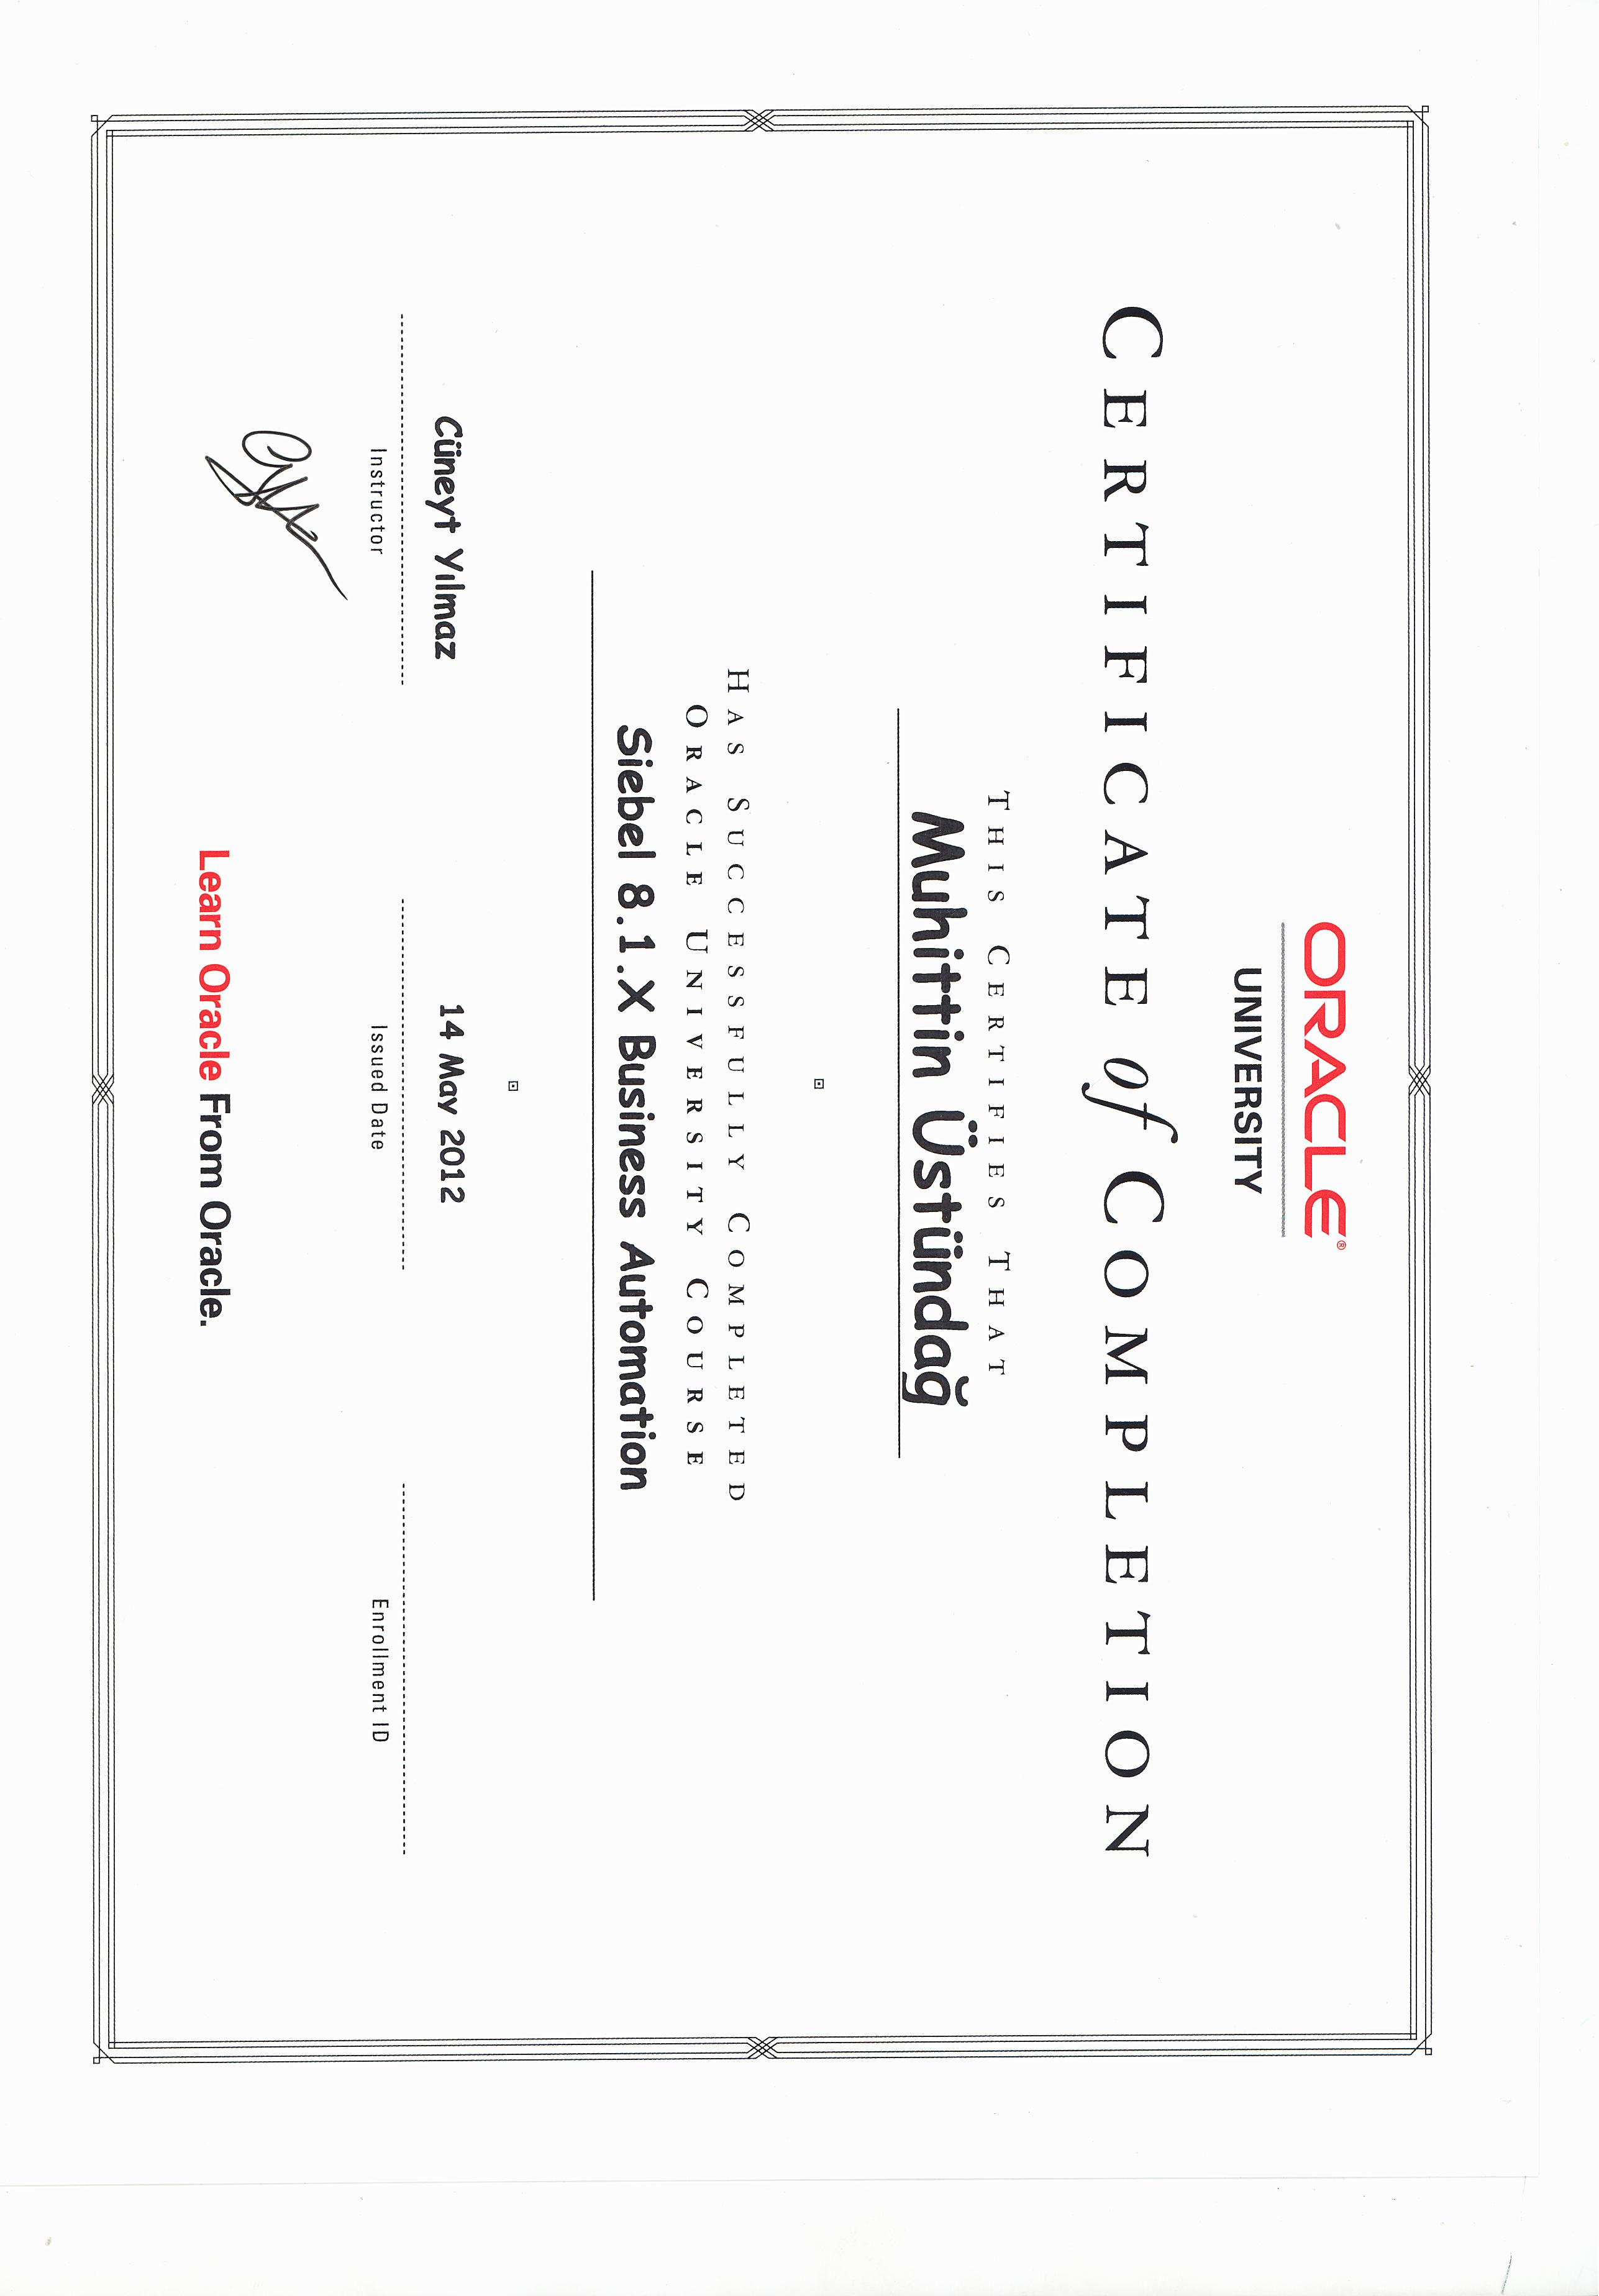 ORACLE®
UNIVERSITY
CERTIFICATE of COMPLETION
THIS CERTIFIES THAT
Muhittin Üstündağ
HAS SUCCESSFULLY COMPLETED
ORACLE UNIVERSITY COURSE
Siebel 8.1.X Business Automation
Cüneyt Yılmaz
14 May 2012
Instructor
Issued Date
Enrollment ID
Learn Oracle From Oracle.